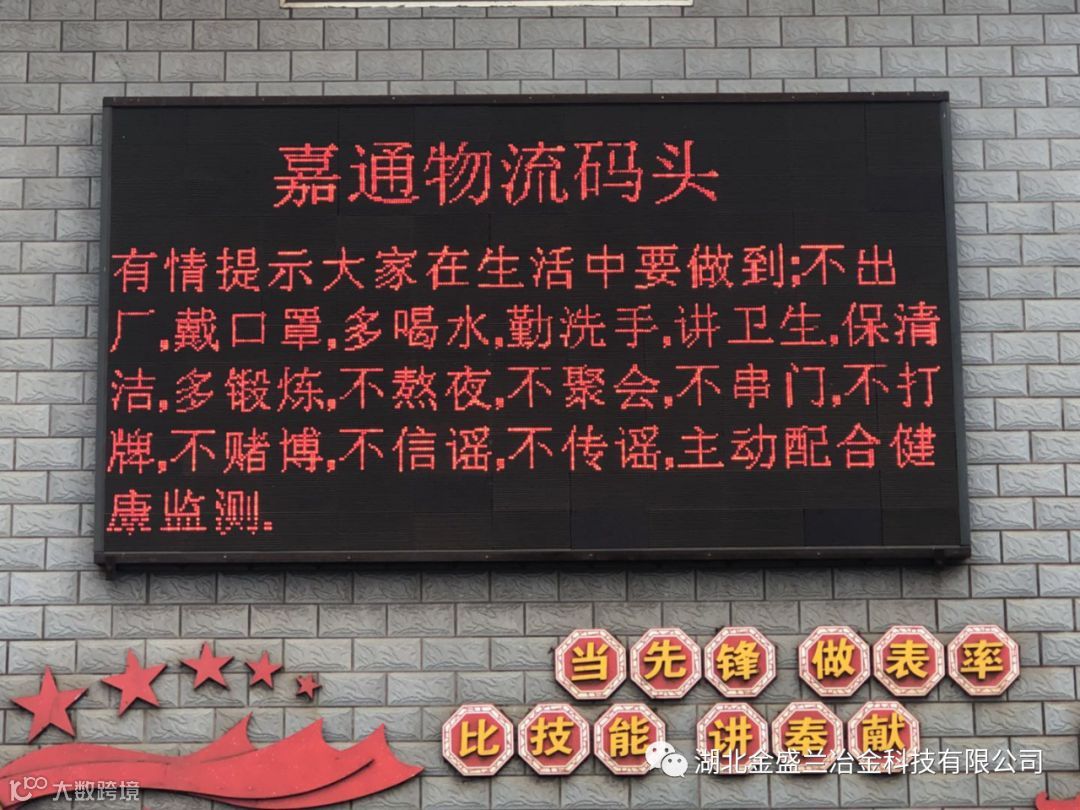 嘉通物流码头
有情提示大家在生活中要做到;不出
厂,戴口罩,多喝水,勤洗手,讲卫生,保清
洁,多锻炼,不熬夜,不聚会,不串门,不打
牌,不赌博,不信谣,不传谣,主动配合健
康监测.
当先锋 做表率
比技能 讲奉献
湖北金盛兰冶金科技有限公司
大数跨境